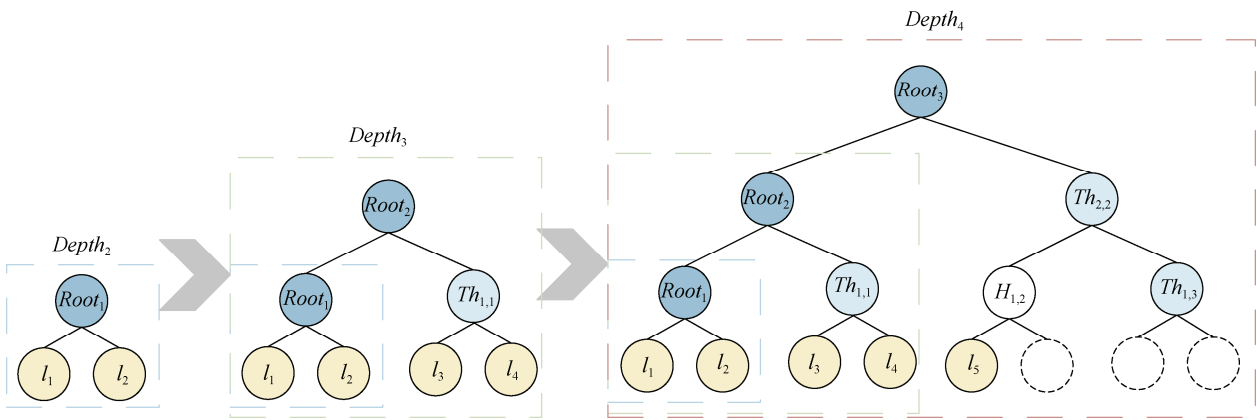 Depth₂
Root₁
l₁ l₂
Depth₃
Root₂
Root₁ Th₁,₁
l₁ l₂ l₃ l₄
Depth₄
Root₃
Root₂ Th₂,₂
Root₁ Th₁,₁ H₁,₂ Th₁,₃
l₁ l₂ l₃ l₄ l₅